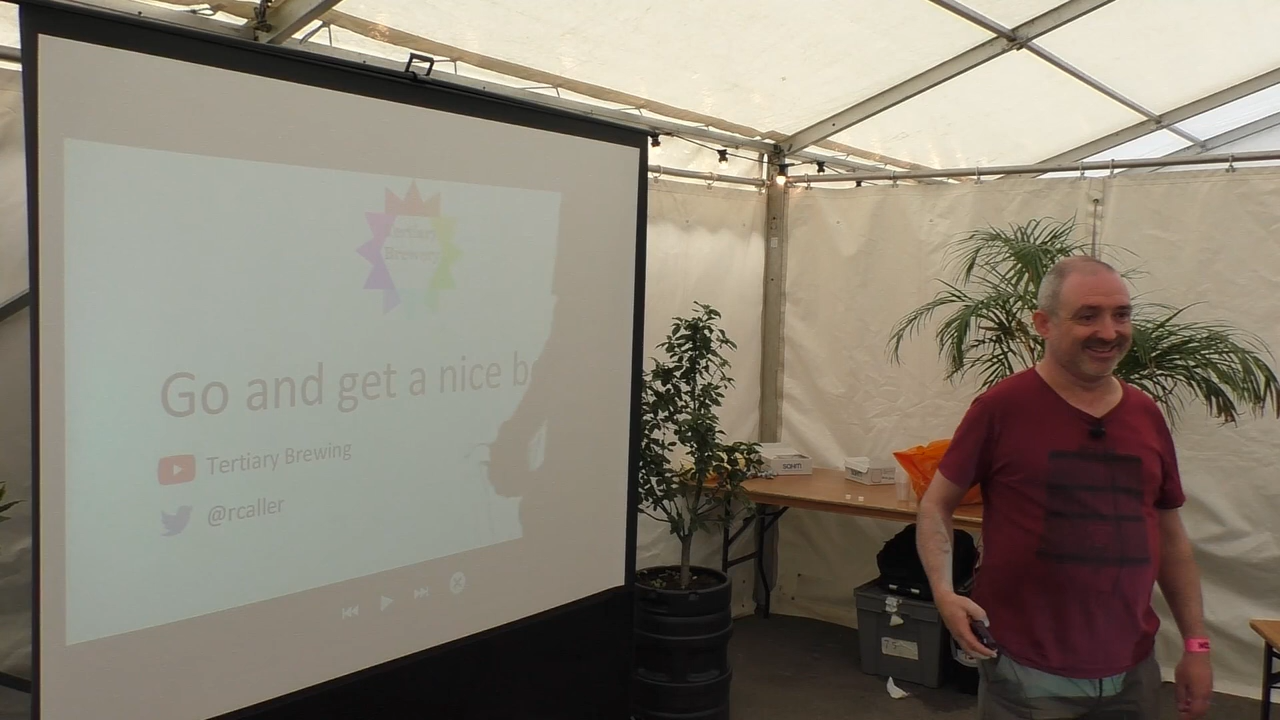 Tertiary
Brewing
Go and get a nice b
Tertiary Brewing
@rcaller